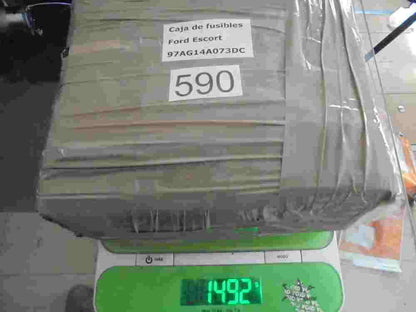 Caja de fusibles
Ford Escort
97AG14A073DC
590
1492